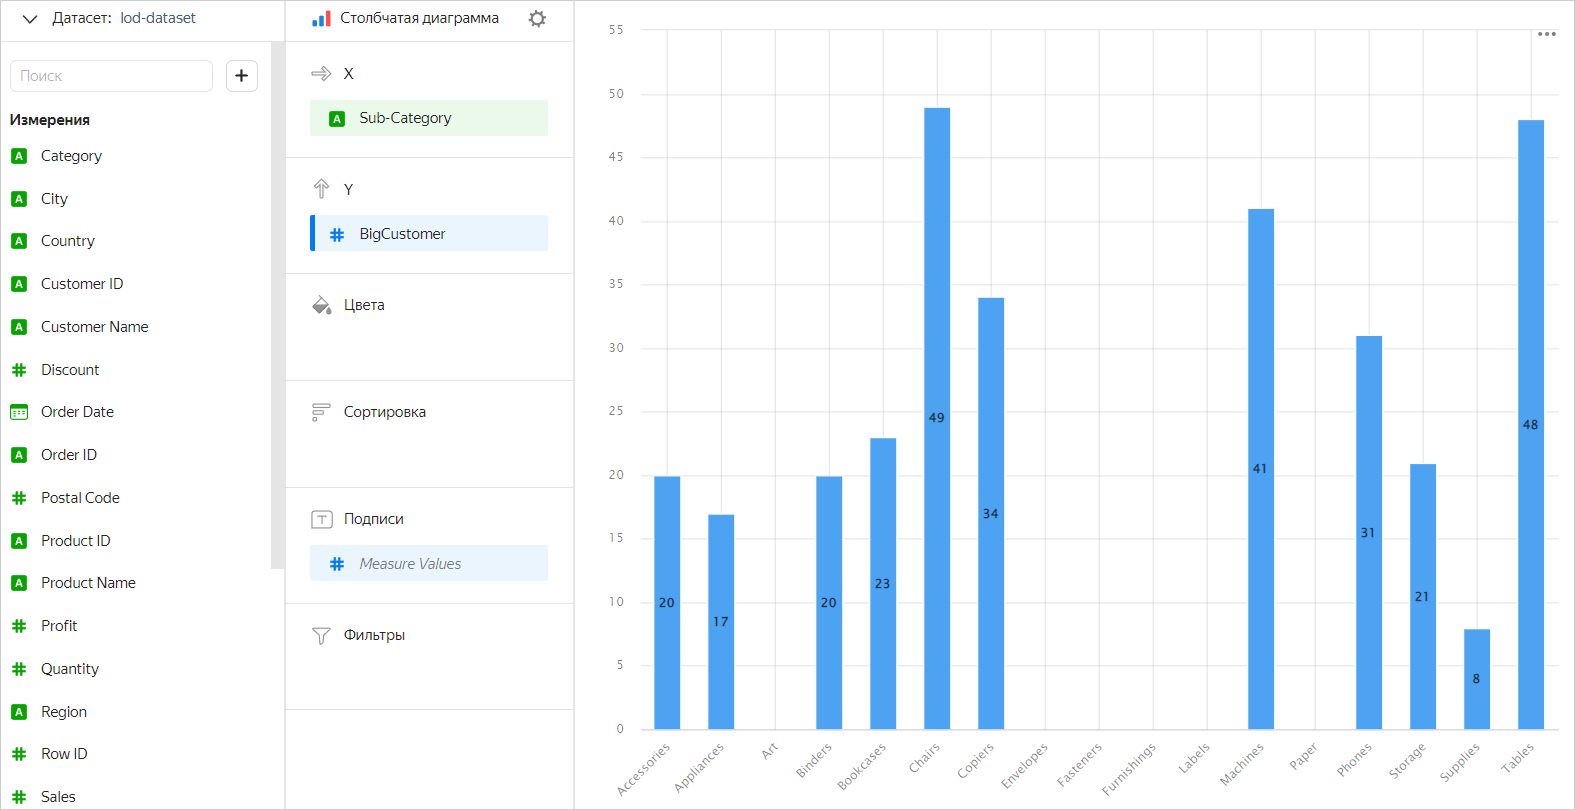 Датасет: lod-dataset
Поиск
+
Измерения
A Category
A City
A Country
A Customer ID
A Customer Name
# Discount
Order Date
A Order ID
# Postal Code
A Product ID
A Product Name
# Profit
# Quantity
A Region
# Row ID
# Sales
Столбчатая диаграмма
X
A Sub-Category
Y
# BigCustomer
Цвета
Сортировка
T Подписи
# Measure Values
Фильтры
55
50
45
40
35
30
25
20
15
10
5
0
20
17
20
23
49
34
41
31
21
8
48
Accessories
Appliances
Art
Binders
Bookcases
Chairs
Copiers
Envelopes
Fasteners
Furnishings
Labels
Machines
Paper
Phones
Storage
Supplies
Tables